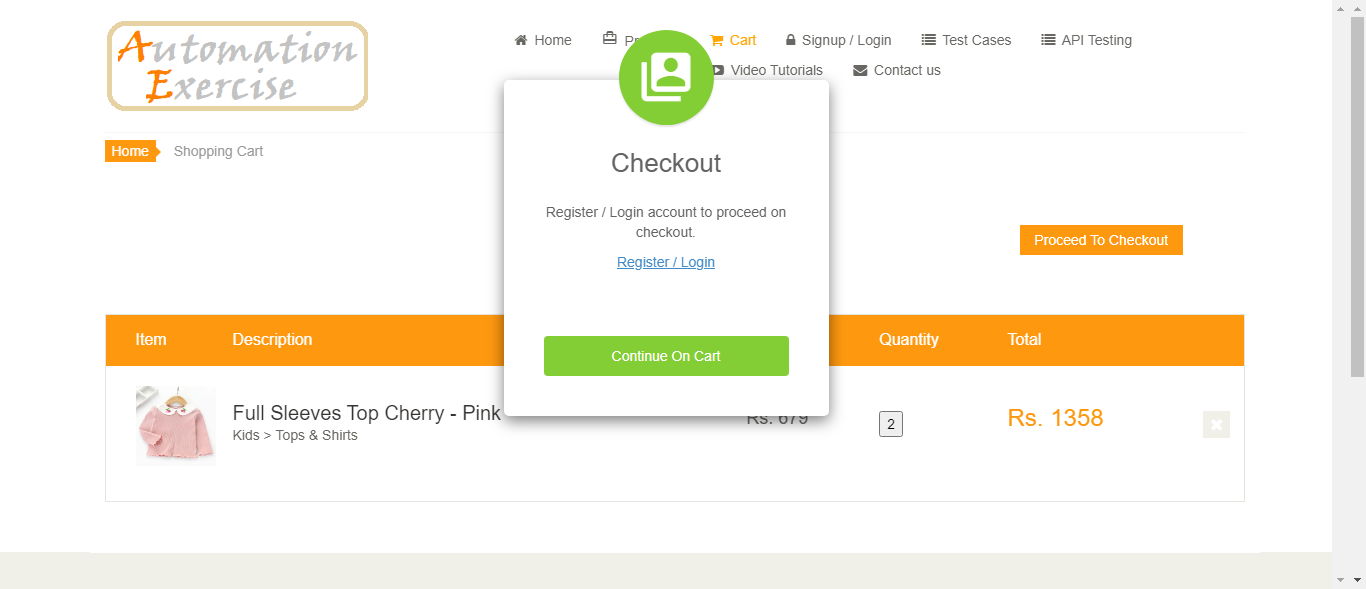 Automation
Exercise
Home
Cart
Signup / Login
Test Cases
API Testing
Video Tutorials
Contact us
Home
Shopping Cart
Checkout
Register / Login account to proceed on
checkout.
Register / Login
Continue On Cart
Proceed To Checkout
Item
Description
Quantity
Total
Full Sleeves Top Cherry - Pink
Kids > Tops & Shirts
Rs. 679
2
Rs. 1358